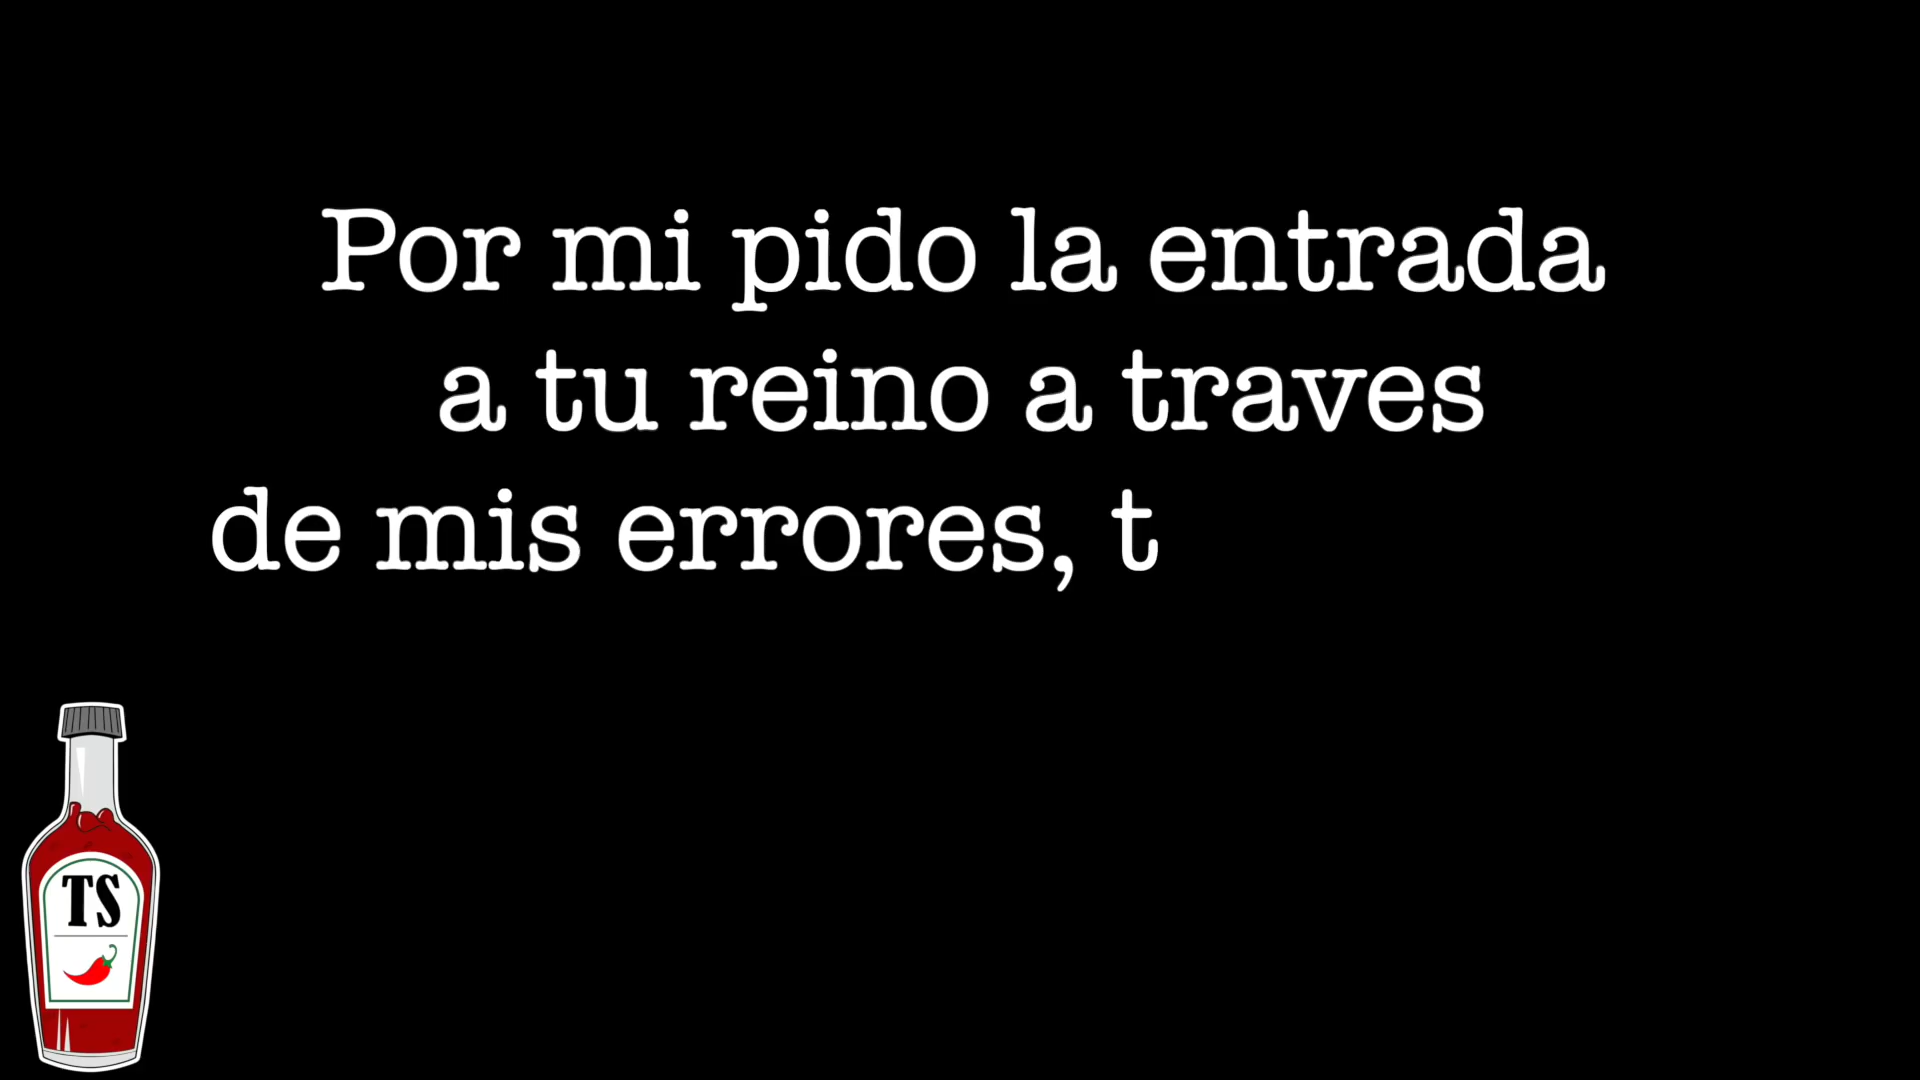 Por mi pido la entrada
a tu reino a traves
de mis errores, t
TS